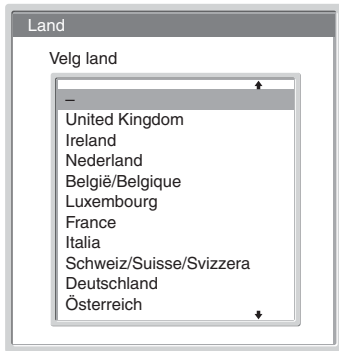 Land
Velg land
–
United Kingdom
Ireland
Nederland
België/Belgique
Luxembourg
France
Italia
Schweiz/Suisse/Svizzera
Deutschland
Österreich